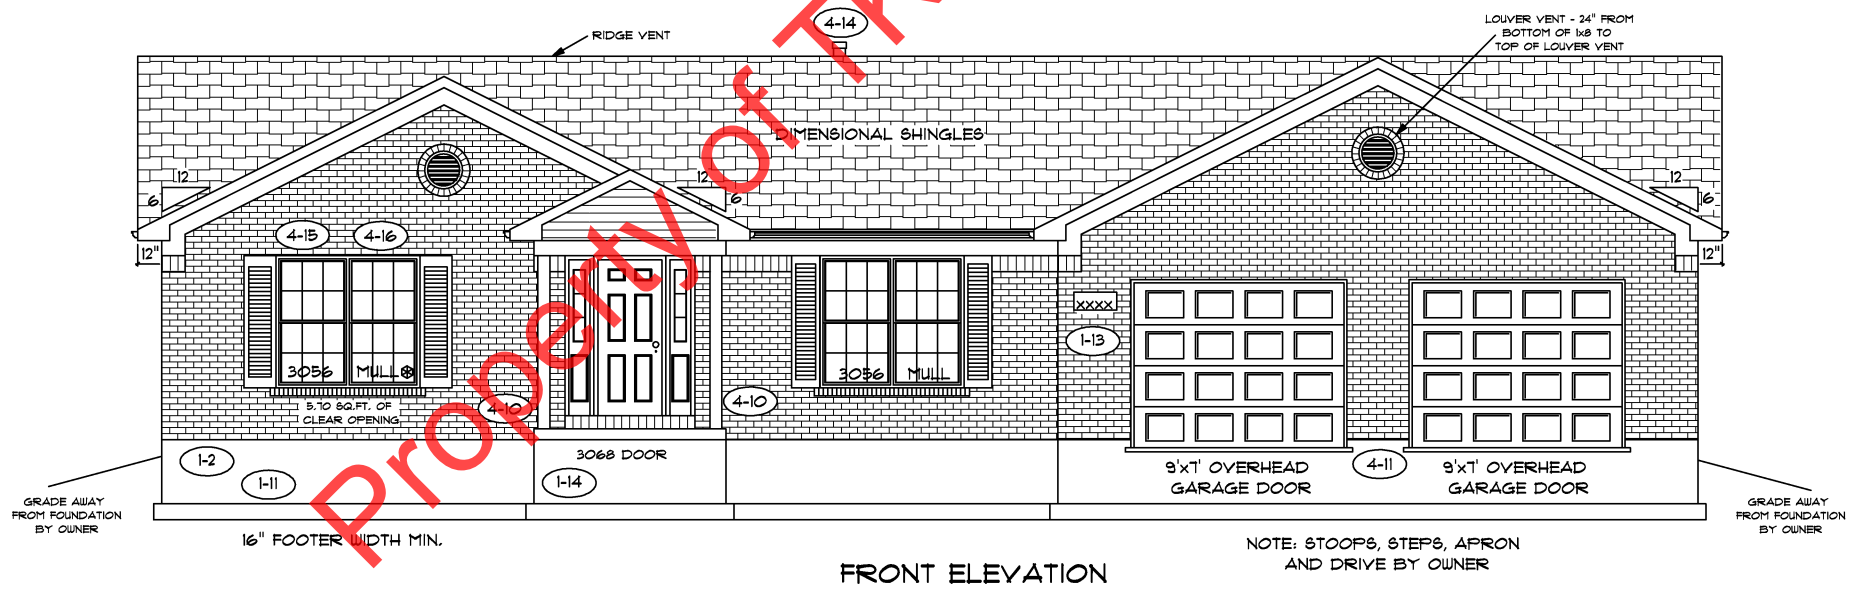 4-14
LOUVER VENT - 24" FROM
BOTTOM OF 1x8 TO
TOP OF LOUVER VENT
RIDGE VENT
DIMENSIONAL SHINGLES
12
6
12
6
12
6
4-15
4-16
12"
12"
XXXX
1-13
3056 MULL
3056 MULL
5.70 SQ.FT. OF
CLEAR OPENING
4-10
4-10
3068 DOOR
1-2
1-11
1-14
9'x7' OVERHEAD
GARAGE DOOR
4-11
9'x7' OVERHEAD
GARAGE DOOR
GRADE AWAY
FROM FOUNDATION
BY OWNER
GRADE AWAY
FROM FOUNDATION
BY OWNER
16" FOOTER WIDTH MIN.
NOTE: STOOPS, STEPS, APRON
AND DRIVE BY OWNER
FRONT ELEVATION
Property of TK